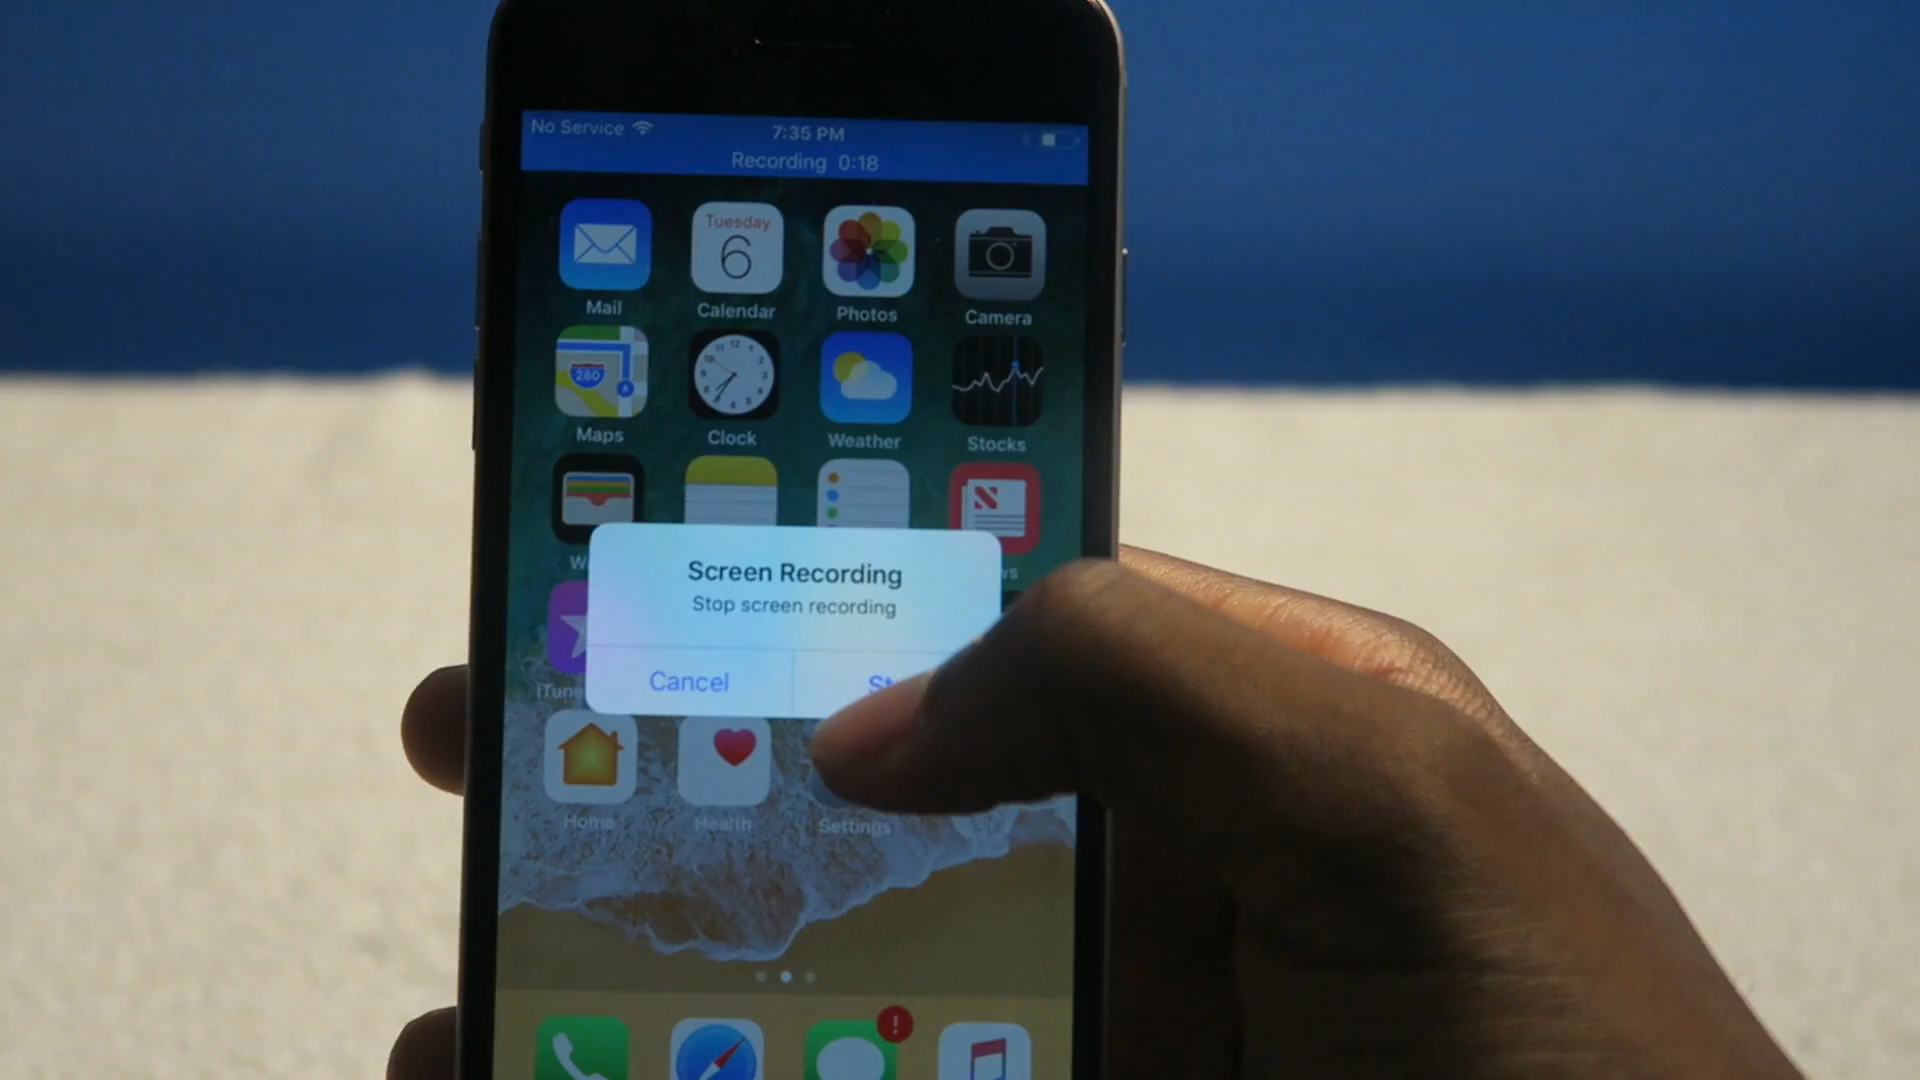 No Service 7:35 PM
Recording 0:18
Tuesday
6
Mail Calendar Photos Camera
280
Maps Clock Weather Stocks
Screen Recording
Stop screen recording
Cancel
Home Health Settings
!